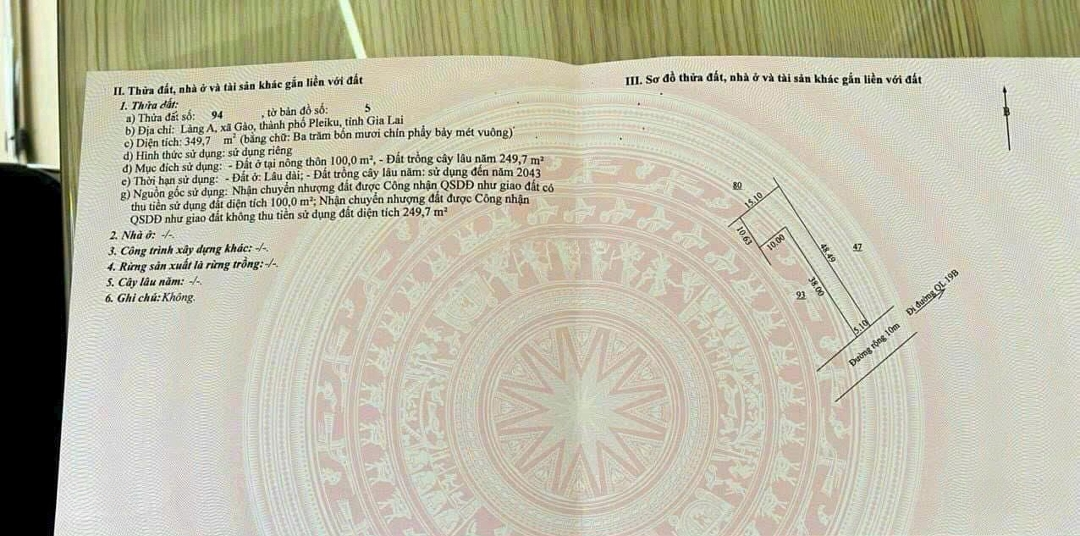 II. Thửa đất, nhà ở và tài sản khác gắn liền với đất
1. Thửa đất:
a) Thửa đất số: 94 , tờ bản đồ số: 5
b) Địa chỉ: Làng A, xã Gào, thành phố Pleiku, tỉnh Gia Lai
c) Diện tích: 349,7 m² (bằng chữ: Ba trăm bốn mươi chín phẩy bảy mét vuông)
d) Hình thức sử dụng: sử dụng riêng
đ) Mục đích sử dụng: - Đất ở tại nông thôn 100,0 m², - Đất trồng cây lâu năm 249,7 m²
e) Thời hạn sử dụng: - Đất ở: Lâu dài; - Đất trồng cây lâu năm: sử dụng đến năm 2043
g) Nguồn gốc sử dụng: Nhận chuyển nhượng đất được Công nhận QSDĐ như giao đất có
thu tiền sử dụng đất diện tích 100,0 m²; Nhận chuyển nhượng đất được Công nhận
QSDĐ như giao đất không thu tiền sử dụng đất diện tích 249,7 m²
2. Nhà ở: -/-.
3. Công trình xây dựng khác: -/-.
4. Rừng sản xuất là rừng trồng: -/-.
5. Cây lâu năm: -/-.
6. Ghi chú: Không.
III. Sơ đồ thửa đất, nhà ở và tài sản khác gắn liền với đất
B
80
15.10
10.63
10.00
48.49
47
38.00
93
5.10
Đi đường QL 19B
Đường rộng 10m